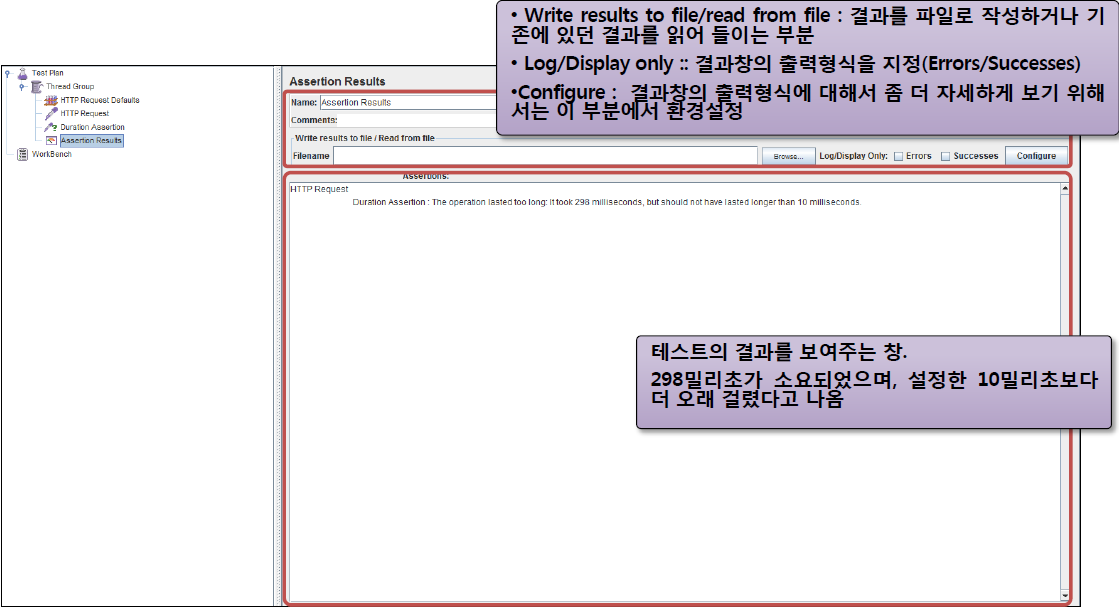 • Write results to file/read from file : 결과를 파일로 작성하거나 기
존에 있던 결과를 읽어 들이는 부분
• Log/Display only :: 결과창의 출력형식을 지정(Errors/Successes)
•Configure : 결과창의 출력형식에 대해서 좀 더 자세하게 보기 위해
서는 이 부분에서 환경설정
Test Plan
Thread Group
HTTP Request Defaults
HTTP Request
Duration Assertion
Assertion Results
WorkBench
Assertion Results
Name: Assertion Results
Comments:
Write results to file / Read from file
Filename Browse... Log/Display Only: Errors Successes Configure
Assertions:
HTTP Request
Duration Assertion : The operation lasted too long: It took 298 milliseconds, but should not have lasted longer than 10 milliseconds.
테스트의 결과를 보여주는 창.
298밀리초가 소요되었으며, 설정한 10밀리초보다
더 오래 걸렸다고 나옴